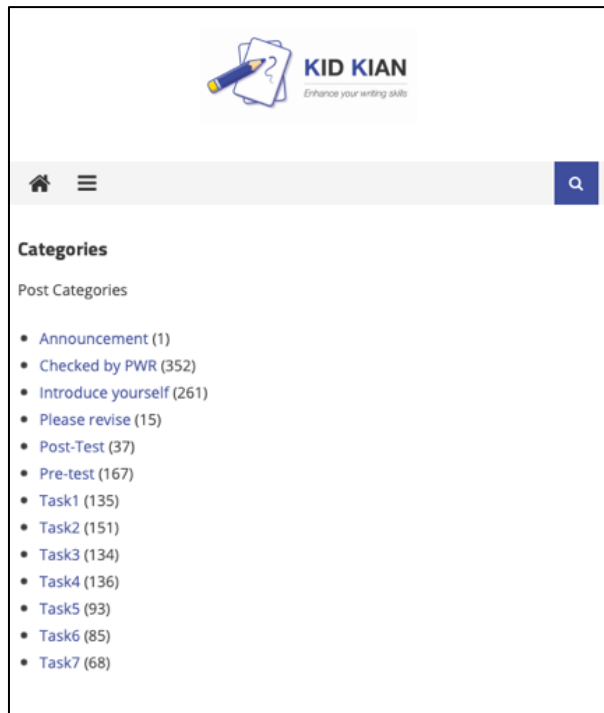 KID KIAN
Enhance your writing skills
Categories
Post Categories
Announcement (1)
Checked by PWR (352)
Introduce yourself (261)
Please revise (15)
Post-Test (37)
Pre-test (167)
Task1 (135)
Task2 (151)
Task3 (134)
Task4 (136)
Task5 (93)
Task6 (85)
Task7 (68)